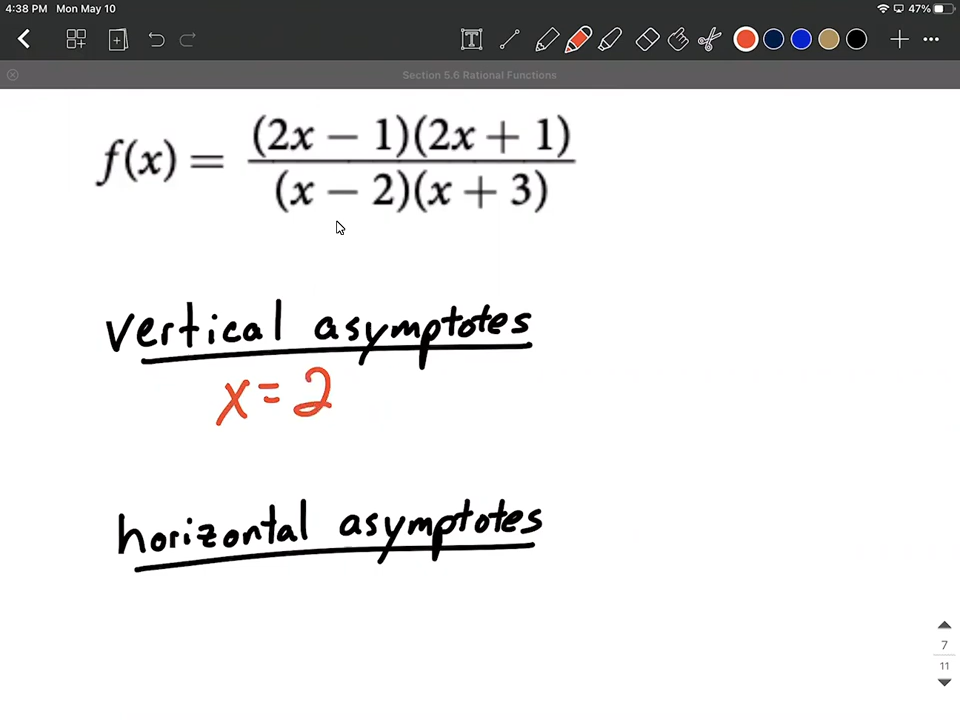 4:38 PM Mon May 10
47%
Section 5.6 Rational Functions
f(x) = (2x − 1)(2x + 1)
(x − 2)(x + 3)
vertical asymptotes
x = 2
horizontal asymptotes
7
11